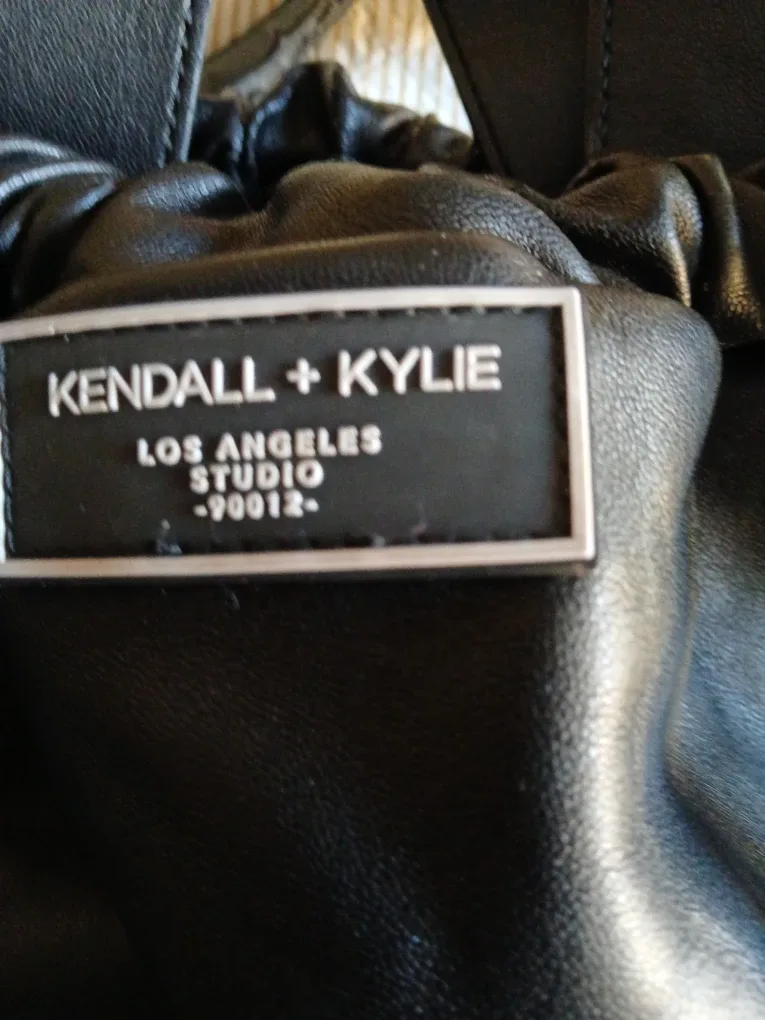 KENDALL + KYLIE
LOS ANGELES
STUDIO
-90012-